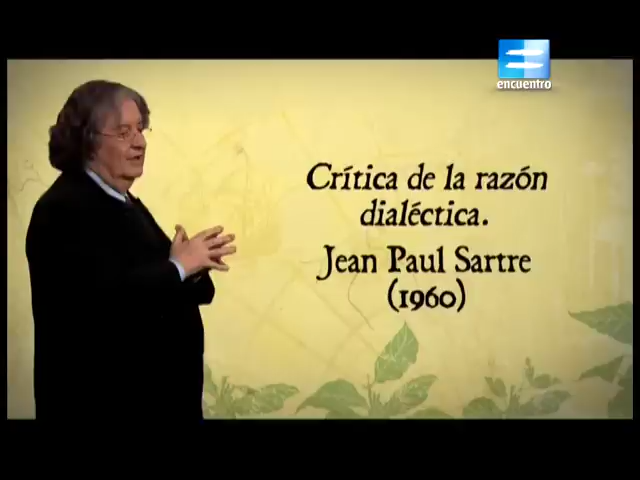 encuentro
Crítica de la razón
dialéctica.
Jean Paul Sartre
(1960)